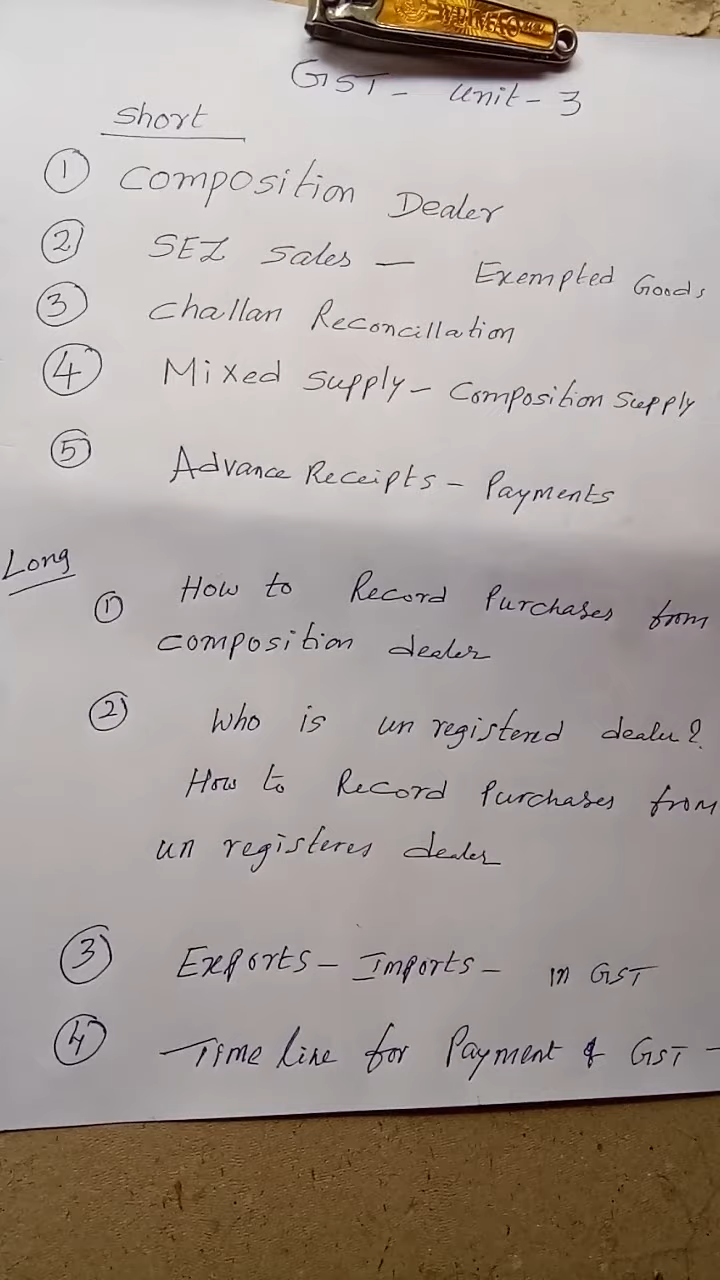 GST - Unit - 3
Short
① Composition Dealer
② SEZ Sales - Exempted Goods
③ Challan Reconcillation
④ Mixed Supply - Composition Supply
⑤ Advance Receipts - Payments
Long
① How to Record Purchases from
composition dealer
② Who is un registered dealer?
How to Record Purchases from
un registeres dealer
③ Exports - Imports - in GST
④ Time line for Payment of GST -